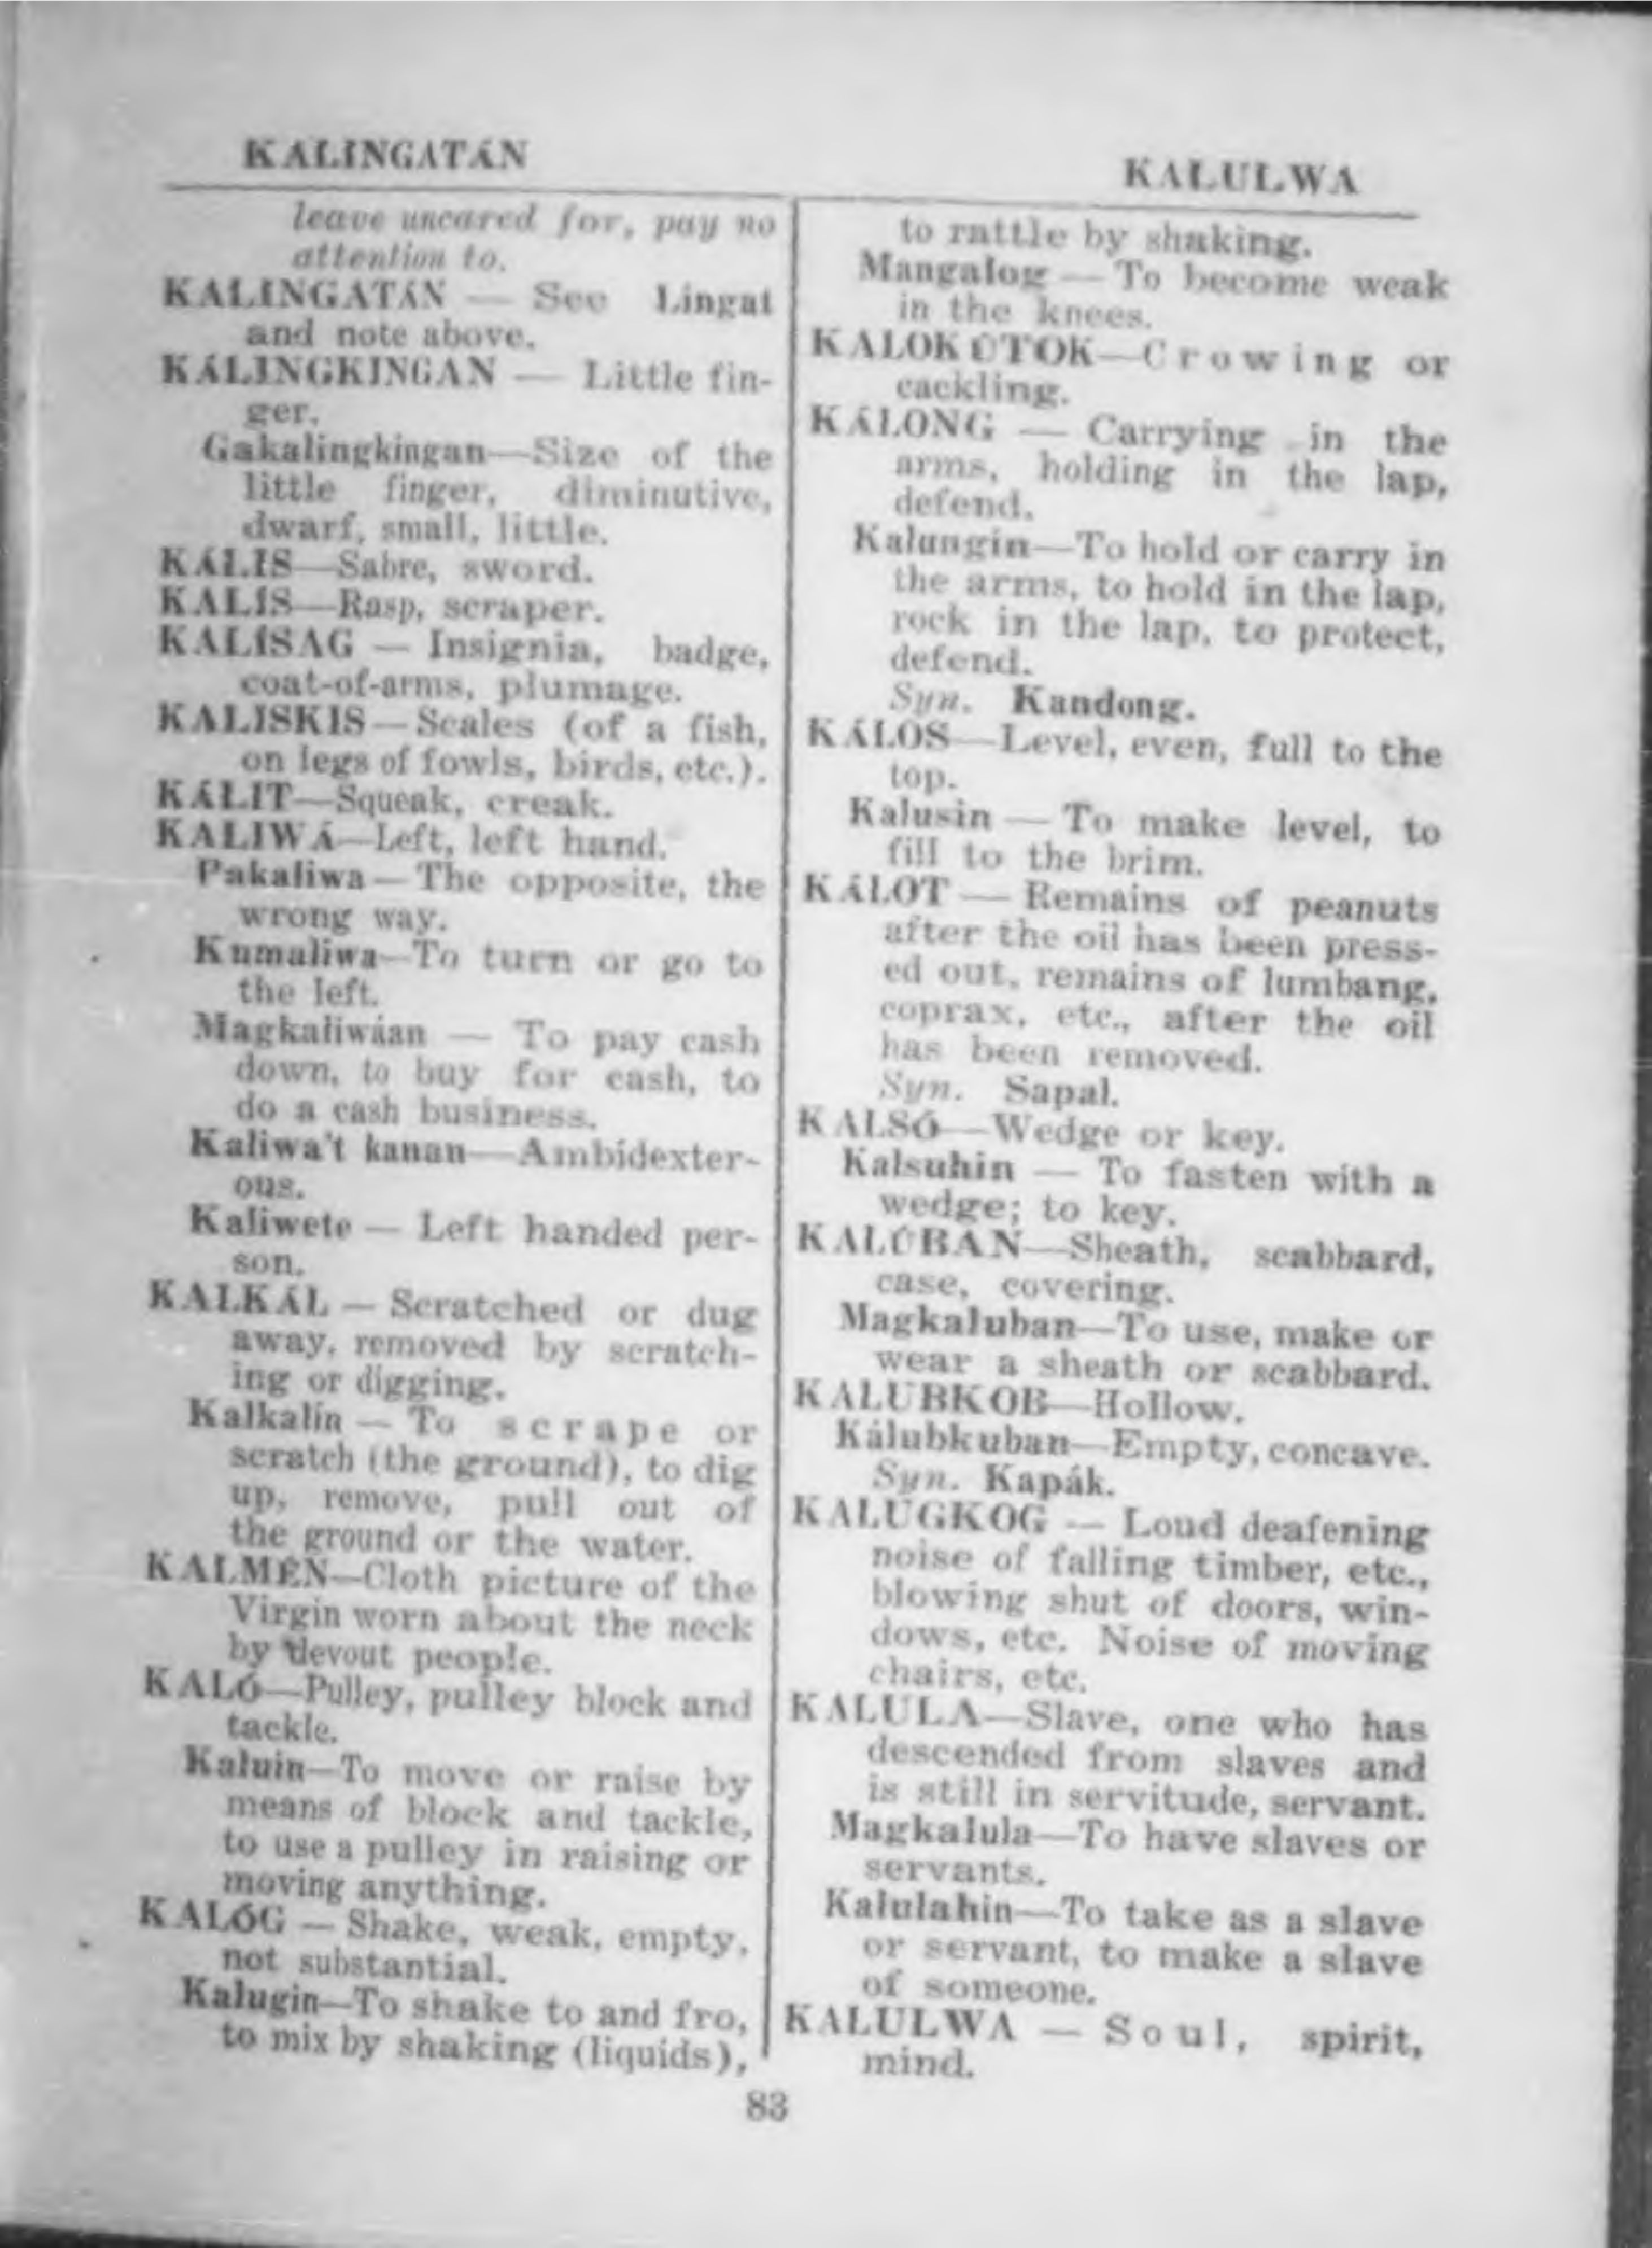 KALINGATÁN
KALULWA
leave uncared for, pay no
attention to.
KALINGATÁN — See Lingat
and note above.
KÁLINGKINGAN — Little fin-
ger.
Gakalingkingan—Size of the
little finger, diminutive,
dwarf, small, little.
KÁLIS—Sabre, sword.
KALÍS—Rasp, scraper.
KALÍSAG — Insignia, badge,
coat-of-arms, plumage.
KALISKIS—Scales (of a fish,
on legs of fowls, birds, etc.).
KÁLIT—Squeak, creak.
KALIWÁ—Left, left hand.
Pakaliwa—The opposite, the
wrong way.
Kumaliwa—To turn or go to
the left.
Magkaliwáan — To pay cash
down, to buy for cash, to
do a cash business.
Kaliwa't kanan—Ambidexter-
ous.
Kaliwete — Left handed per-
son.
KALKÁL — Scratched or dug
away, removed by scratch-
ing or digging.
Kalkalín — To scrape or
scratch (the ground), to dig
up, remove, pull out of
the ground or the water.
KALMÉN—Cloth picture of the
Virgin worn about the neck
by devout people.
KALÓ—Pulley, pulley block and
tackle.
Kaluin—To move or raise by
means of block and tackle,
to use a pulley in raising or
moving anything.
KALÓG — Shake, weak, empty,
not substantial.
Kalugin—To shake to and fro,
to mix by shaking (liquids),
to rattle by shaking.
Mangalog — To become weak
in the knees.
KALOKÚTOK—Crowing or
cackling.
KÁLONG — Carrying in the
arms, holding in the lap,
defend.
Kalungin—To hold or carry in
the arms, to hold in the lap,
rock in the lap, to protect,
defend.
Syn. Kandong.
KÁLOS—Level, even, full to the
top.
Kalusin — To make level, to
fill to the brim.
KÁLOT — Remains of peanuts
after the oil has been press-
ed out, remains of lumbang,
coprax, etc., after the oil
has been removed.
Syn. Sapal.
KALSÓ—Wedge or key.
Kalsuhin — To fasten with a
wedge; to key.
KALÚBAN—Sheath, scabbard,
case, covering.
Magkaluban—To use, make or
wear a sheath or scabbard.
KALUBKOB—Hollow.
Kálubkuban—Empty, concave.
Syn. Kapák.
KALUGKOG — Loud deafening
noise of falling timber, etc.,
blowing shut of doors, win-
dows, etc. Noise of moving
chairs, etc.
KALULA—Slave, one who has
descended from slaves and
is still in servitude, servant.
Magkalula—To have slaves or
servants.
Kalulahin—To take as a slave
or servant, to make a slave
of someone.
KALULWA — Soul, spirit,
mind.
83